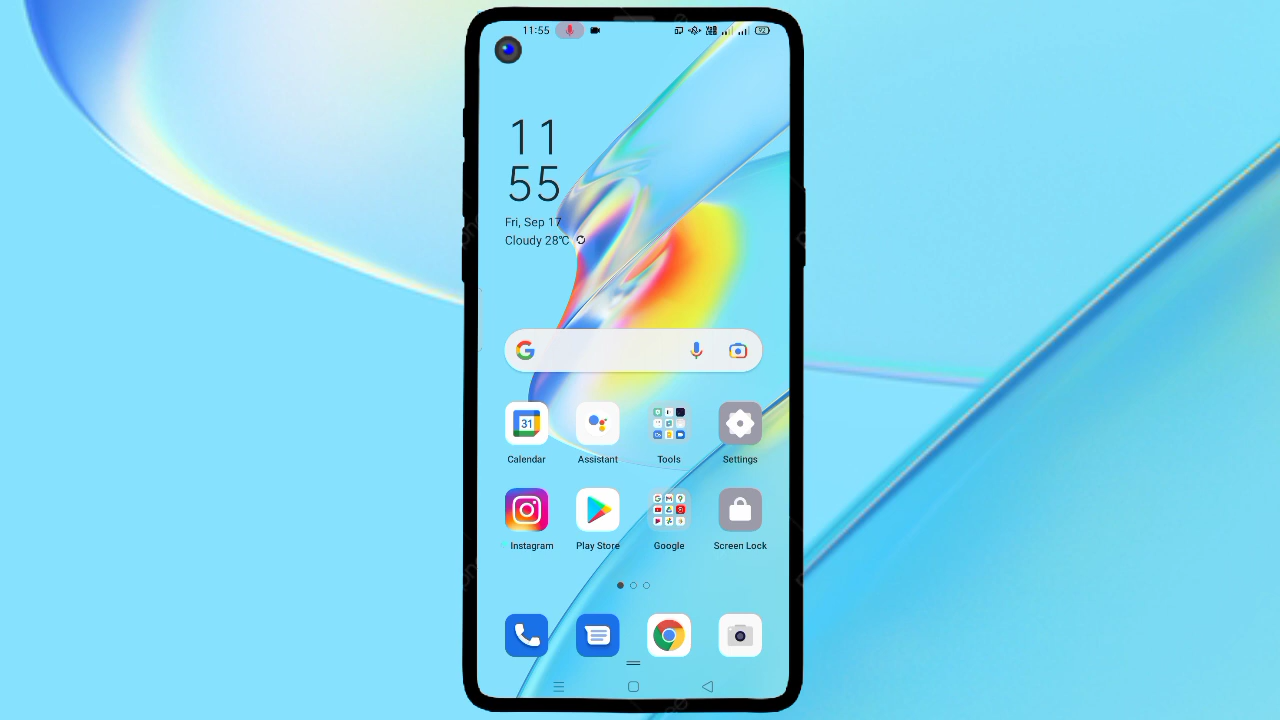 11:55
11
55
Fri, Sep 17
Cloudy 28°C
Calendar
Assistant
Tools
Settings
Instagram
Play Store
Google
Screen Lock